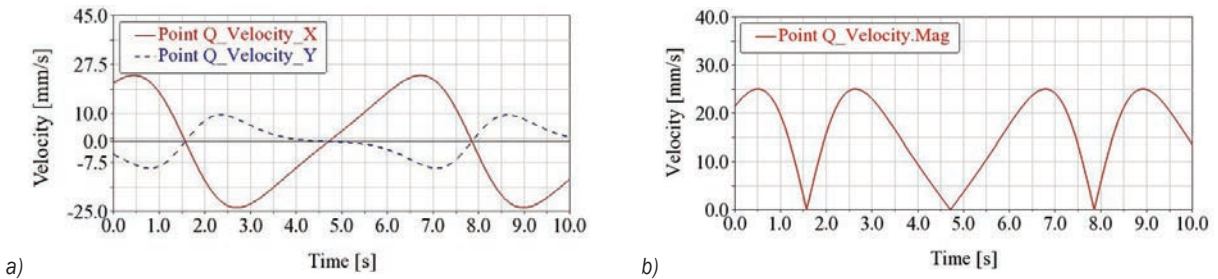 45.0
27.5
10.0
0.0
-7.5
-25.0
Velocity [mm/s]
Point Q_Velocity_X
Point Q_Velocity_Y
0.0 1.0 2.0 3.0 4.0 5.0 6.0 7.0 8.0 9.0 10.0
Time [s]
a)
40.0
30.0
20.0
10.0
0.0
Velocity [mm/s]
Point Q_Velocity.Mag
0.0 1.0 2.0 3.0 4.0 5.0 6.0 7.0 8.0 9.0 10.0
Time [s]
b)